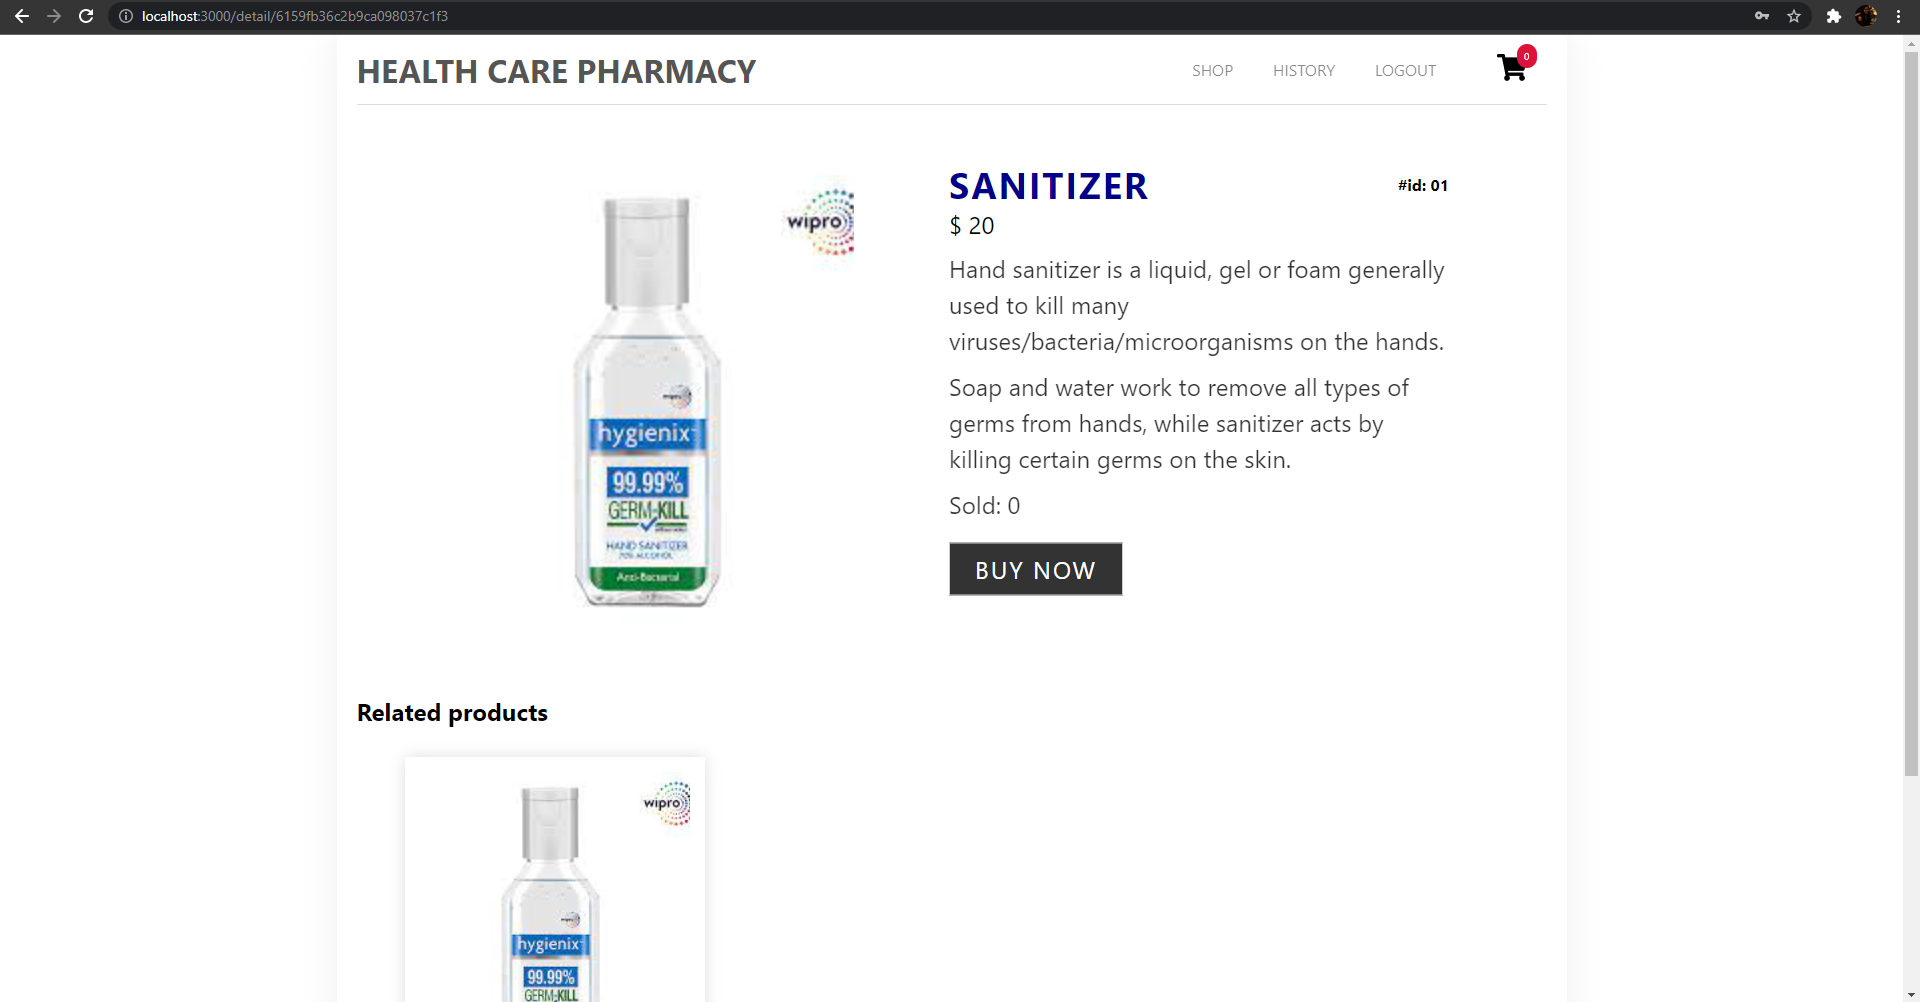 localhost:3000/detail/6159fb36c2b9ca098037c1f3
HEALTH CARE PHARMACY
SHOP
HISTORY
LOGOUT
0
wipro
wipro
hygienix
99.99%
GERM-KILL
HAND SANITIZER
70% ALCOHOL
Anti-Bacterial
SANITIZER
#id: 01
$ 20
Hand sanitizer is a liquid, gel or foam generally
used to kill many
viruses/bacteria/microorganisms on the hands.
Soap and water work to remove all types of
germs from hands, while sanitizer acts by
killing certain germs on the skin.
Sold: 0
BUY NOW
Related products
wipro
wipro
hygienix
99.99%
GERM-KILL